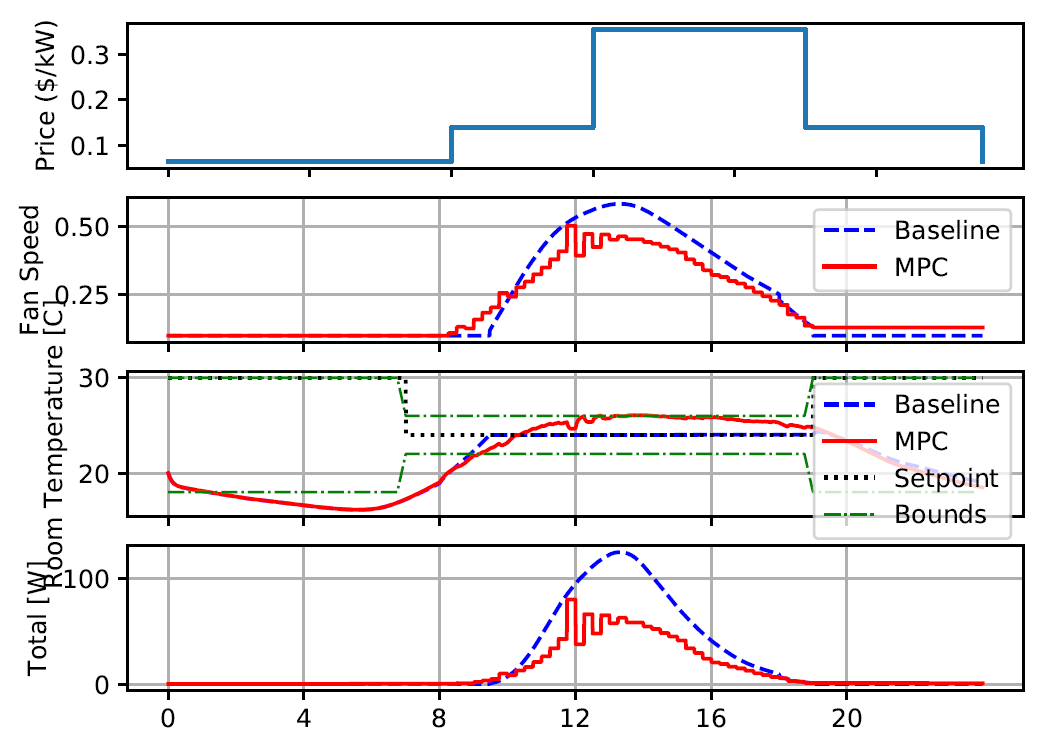 Price ($/kW)
0.3
0.2
0.1
Fan Speed
0.50
0.25
Baseline
MPC
Room Temperature [C]
30
20
Baseline
MPC
Setpoint
Bounds
Total [W]
100
0
0 4 8 12 16 20